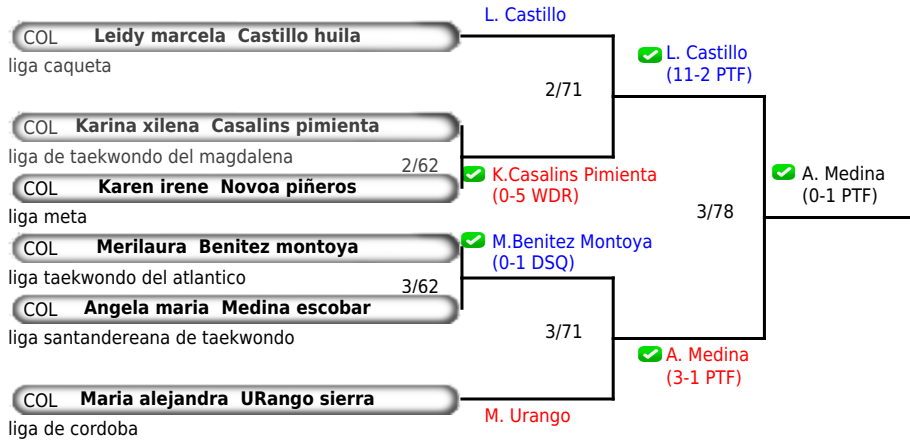 L. Castillo
COL Leidy marcela Castillo huila
liga caqueta
L. Castillo
(11-2 PTF)
2/71
COL Karina xilena Casalins pimienta
liga de taekwondo del magdalena
2/62
K.Casalins Pimienta
(0-5 WDR)
COL Karen irene Novoa piñeros
liga meta
A. Medina
(0-1 PTF)
3/78
COL Merilaura Benitez montoya
liga taekwondo del atlantico
M.Benitez Montoya
(0-1 DSQ)
3/62
COL Angela maria Medina escobar
liga santandereana de taekwondo
3/71
A. Medina
(3-1 PTF)
COL Maria alejandra URango sierra
liga de cordoba
M. Urango